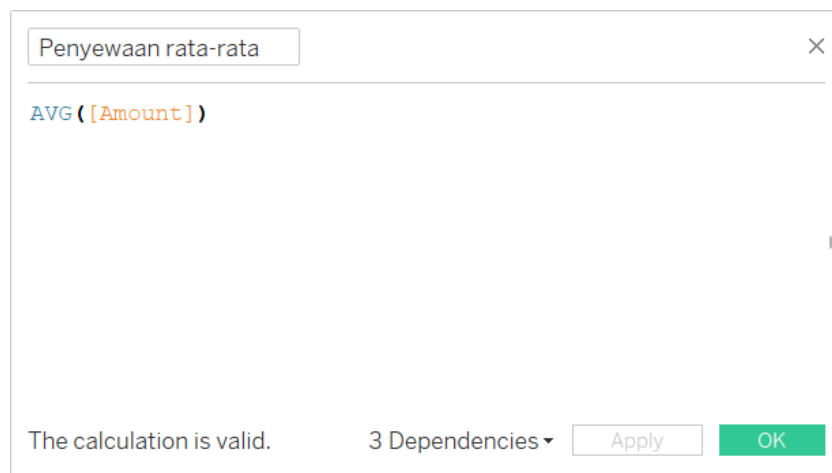 Penyewaan rata-rata
AVG([Amount])
The calculation is valid. 3 Dependencies Apply OK